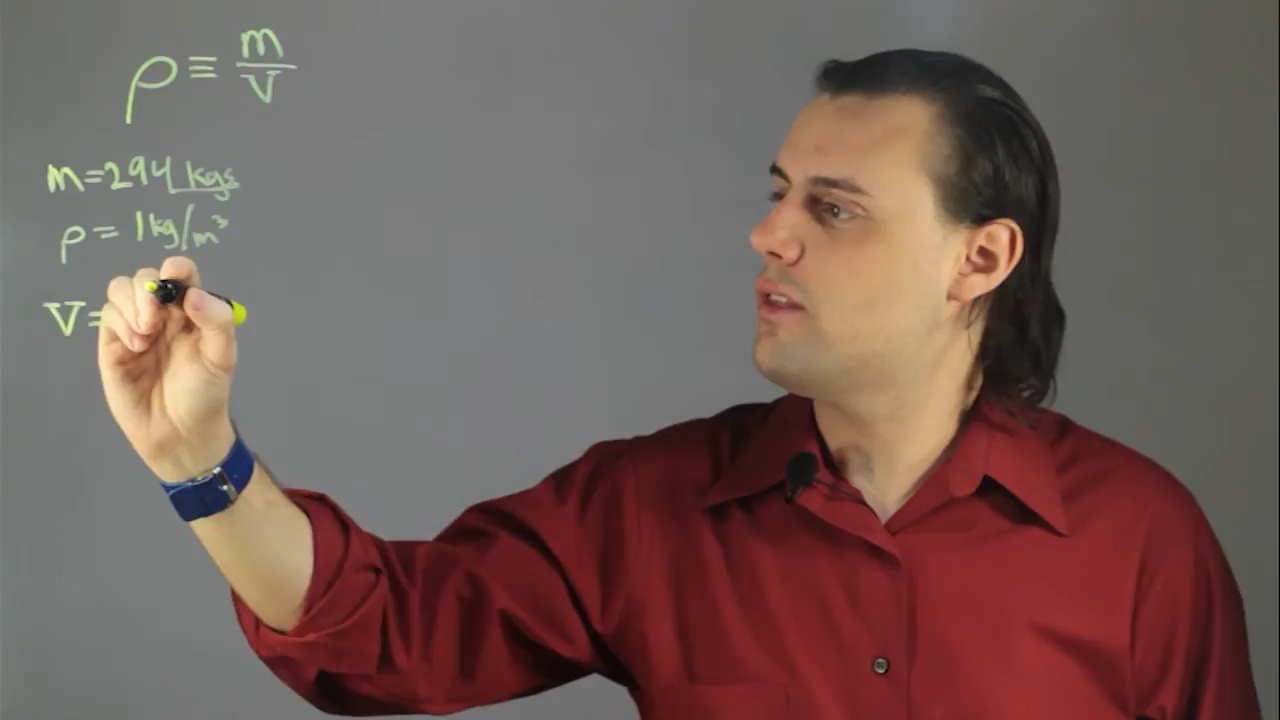 ρ ≡ m/V
m=294 kgs
ρ = 1kg/m³
V=